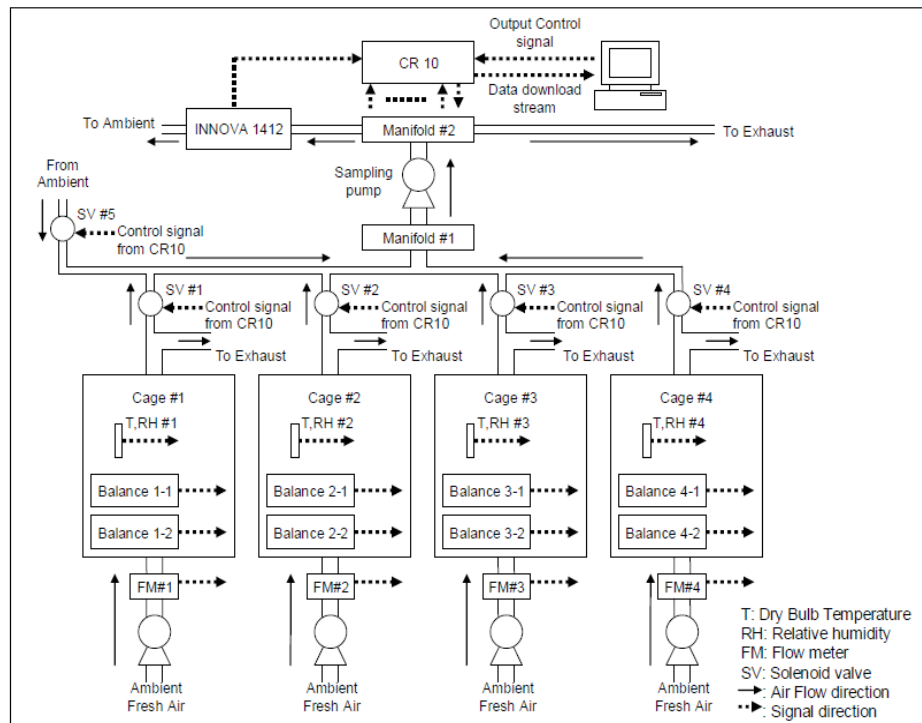 Output Control
signal
CR 10
Data download
stream
To Ambient
INNOVA 1412
Manifold #2
To Exhaust
From
Ambient
Sampling
pump
SV #5
Control signal
from CR10
Manifold #1
SV #1
Control signal
from CR10
SV #2
Control signal
from CR10
SV #3
Control signal
from CR10
SV #4
Control signal
from CR10
To Exhaust
To Exhaust
To Exhaust
To Exhaust
Cage #1
T,RH #1
Balance 1-1
Balance 1-2
Cage #2
T,RH #2
Balance 2-1
Balance 2-2
Cage #3
T,RH #3
Balance 3-1
Balance 3-2
Cage #4
T,RH #4
Balance 4-1
Balance 4-2
FM#1
FM#2
FM#3
FM#4
Ambient
Fresh Air
Ambient
Fresh Air
Ambient
Fresh Air
Ambient
Fresh Air
T: Dry Bulb Temperature
RH: Relative humidity
FM: Flow meter
SV: Solenoid valve
: Air Flow direction
: Signal direction